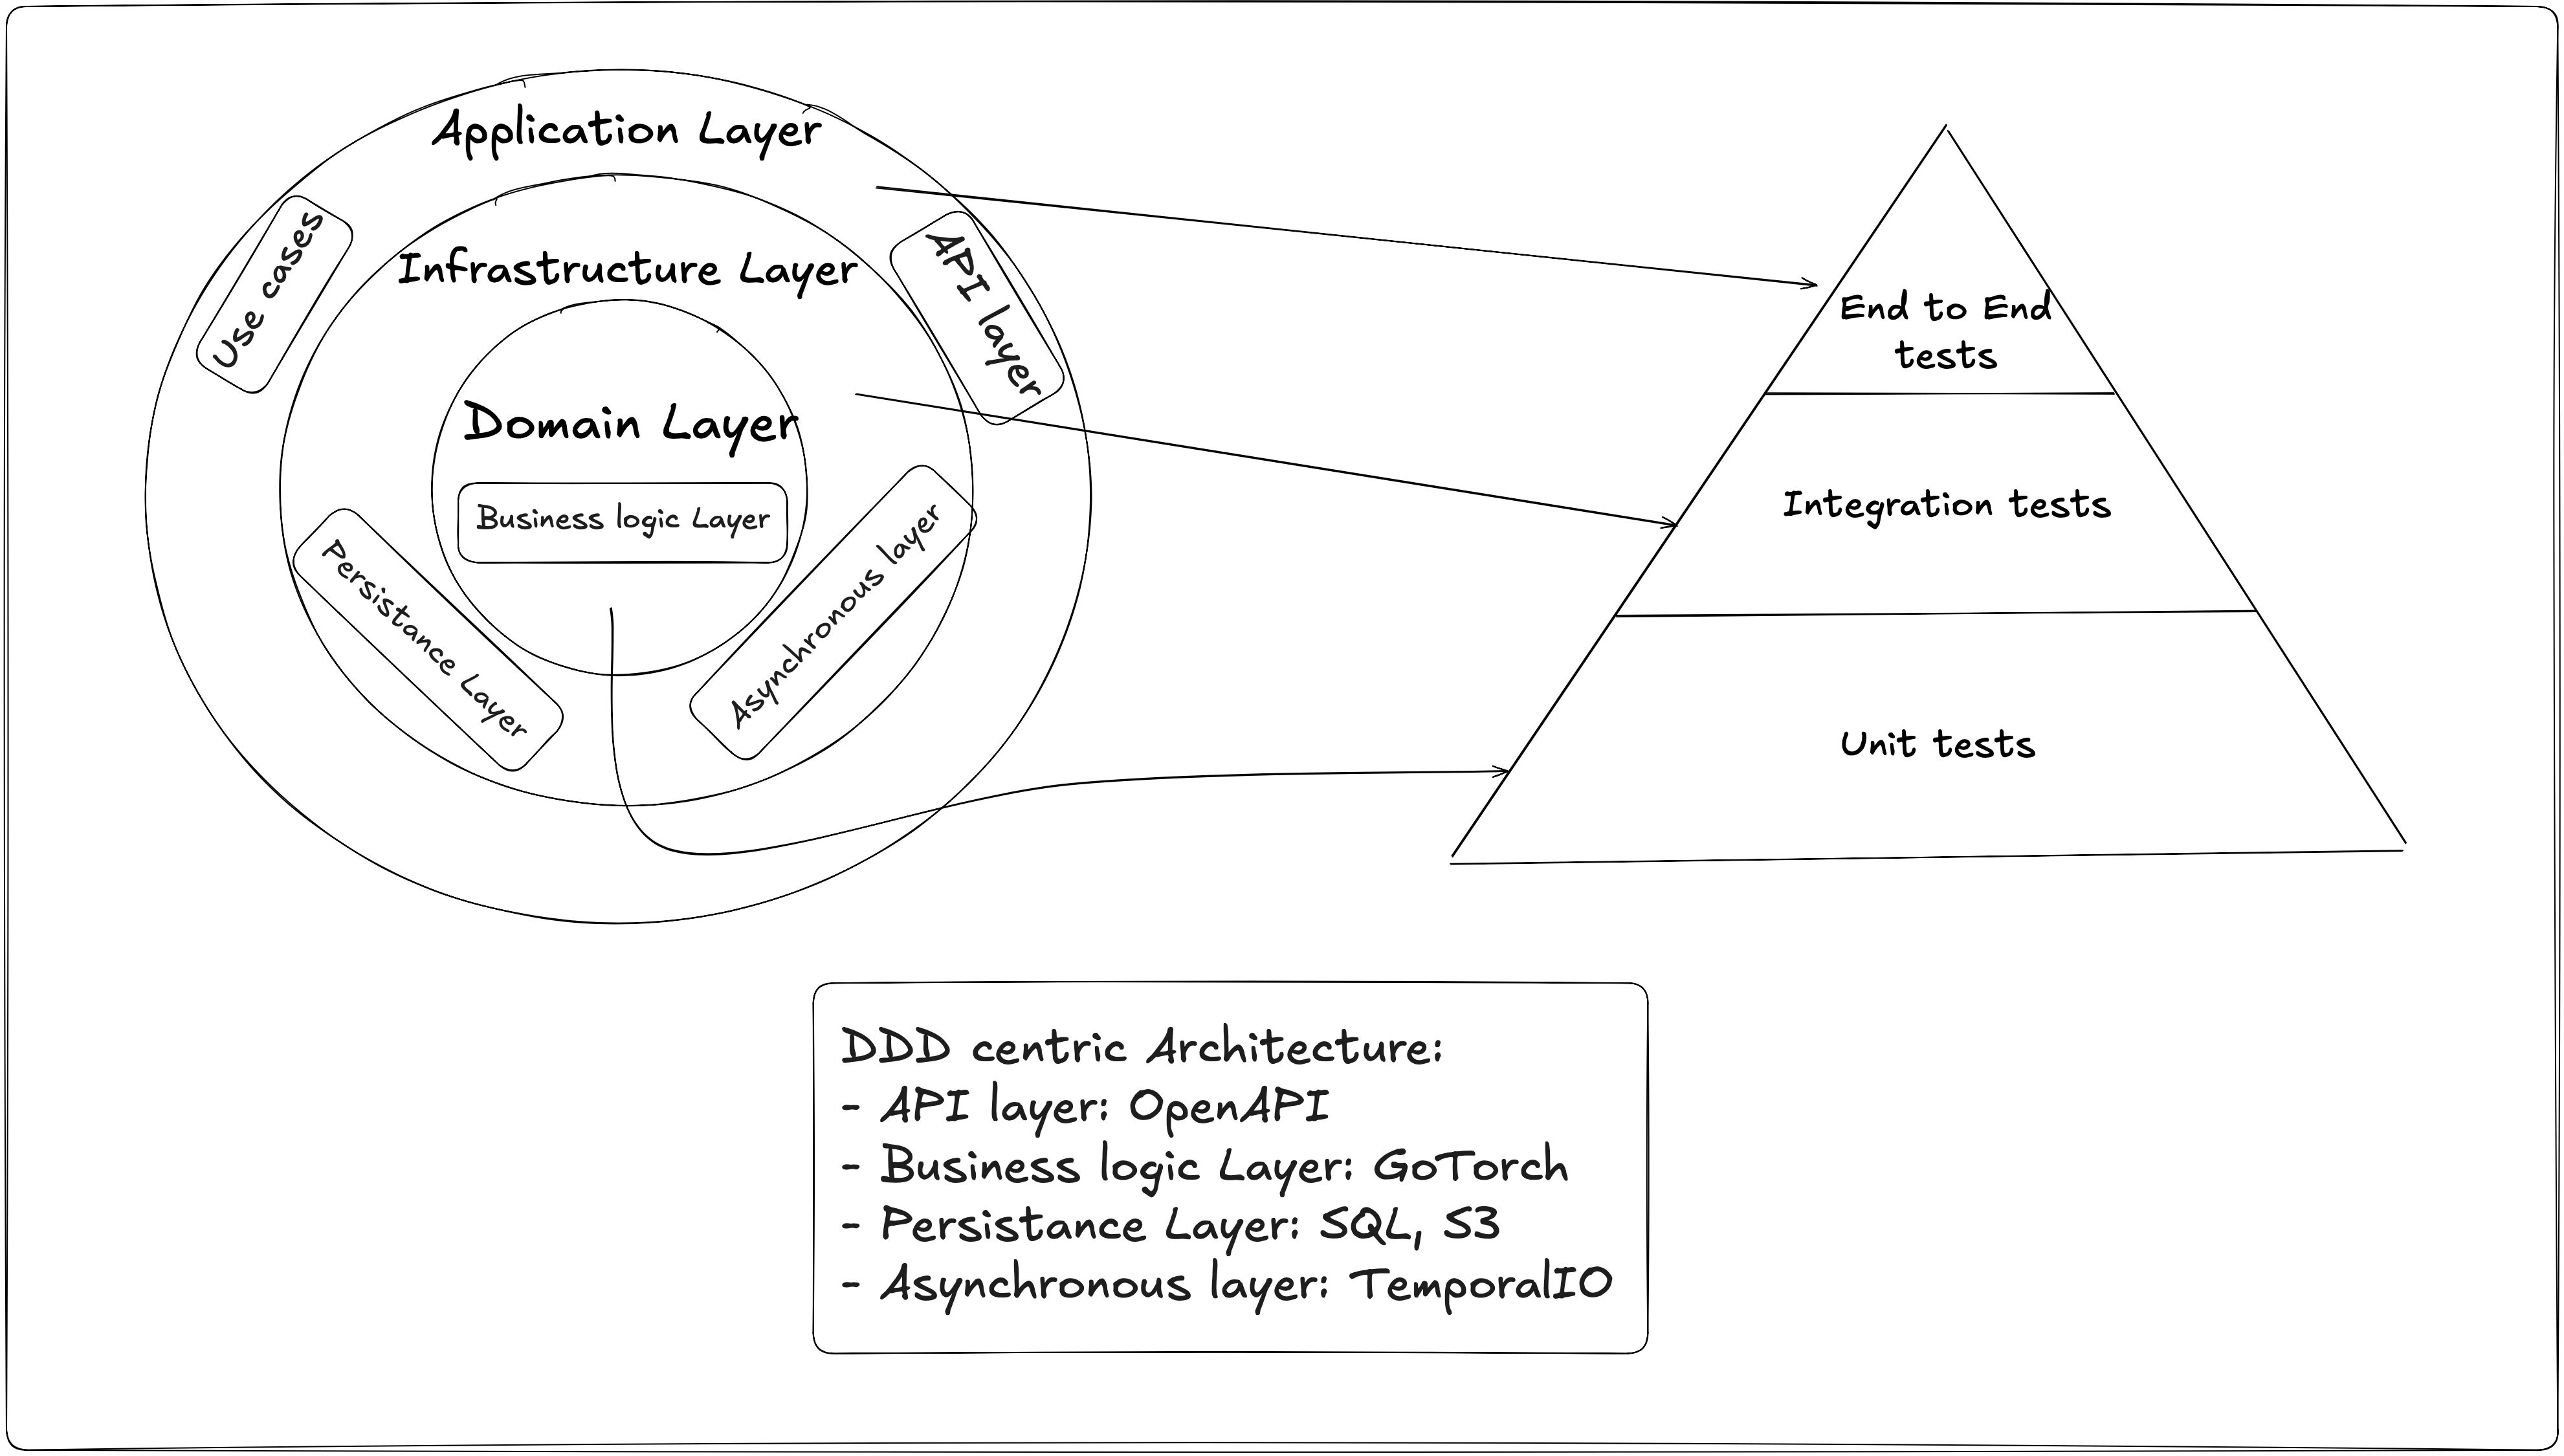 Application Layer
Use cases
API layer
Infrastructure Layer
Domain Layer
Business logic Layer
Persistance Layer
Asynchronous layer
End to End
tests
Integration tests
Unit tests
DDD centric Architecture:
- API layer: OpenAPI
- Business logic Layer: GoTorch
- Persistance Layer: SQL, S3
- Asynchronous layer: TemporalIO